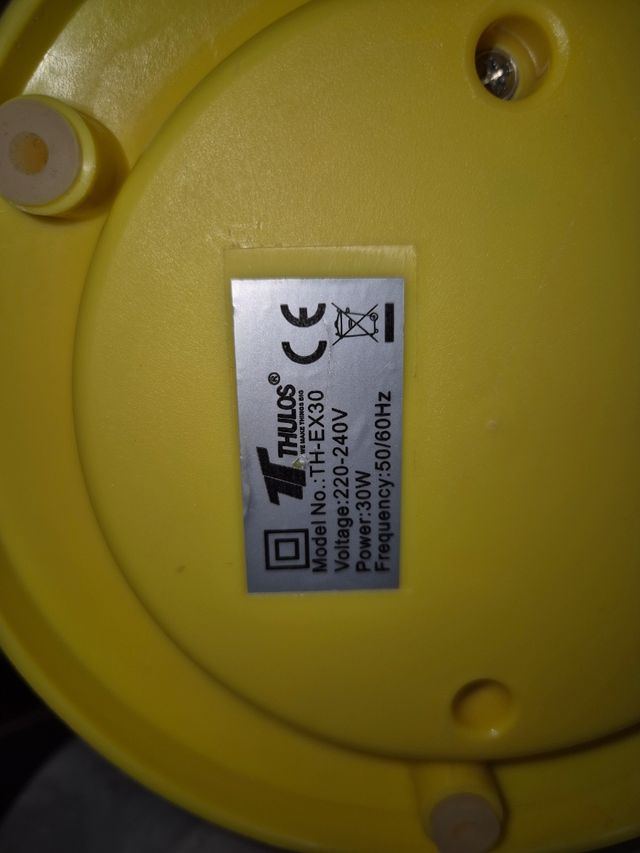 CE
THULOS®
WE MAKE THINGS BIG
Model No.:TH-EX30
Voltage:220-240V
Power:30W
Frequency:50/60Hz